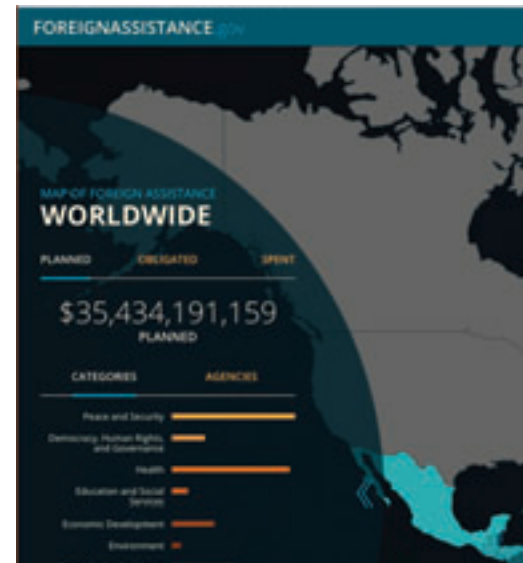 FOREIGNASSISTANCE.gov
MAP OF FOREIGN ASSISTANCE
WORLDWIDE
PLANNED OBLIGATED SPENT
$35,434,191,159
PLANNED
CATEGORIES AGENCIES
Peace and Security
Democracy, Human Rights,
and Governance
Health
Education and Social
Services
Economic Development
Environment